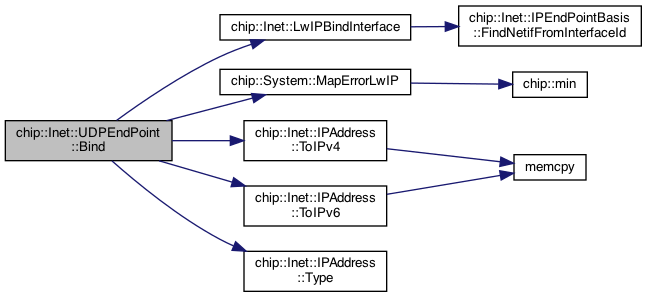 chip::Inet::UDPEndPoint
::Bind
chip::Inet::LwIPBindInterface
chip::Inet::IPEndPointBasis
::FindNetifFromInterfaceId
chip::System::MapErrorLwIP
chip::min
chip::Inet::IPAddress
::ToIPv4
memcpy
chip::Inet::IPAddress
::ToIPv6
chip::Inet::IPAddress
::Type